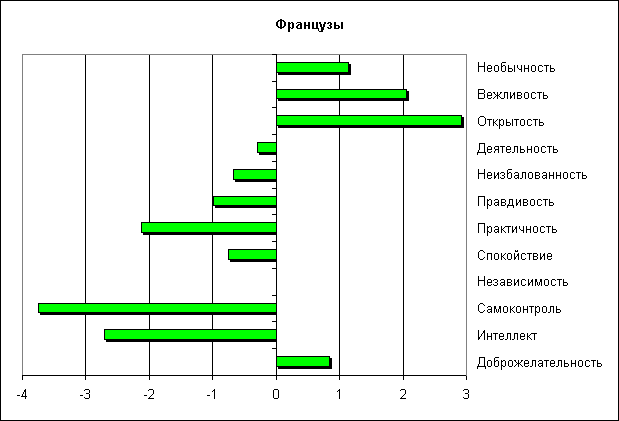 Французы
Необычность
Вежливость
Открытость
Деятельность
Неизбалованность
Правдивость
Практичность
Спокойствие
Независимость
Самоконтроль
Интеллект
Доброжелательность
-4 -3 -2 -1 0 1 2 3